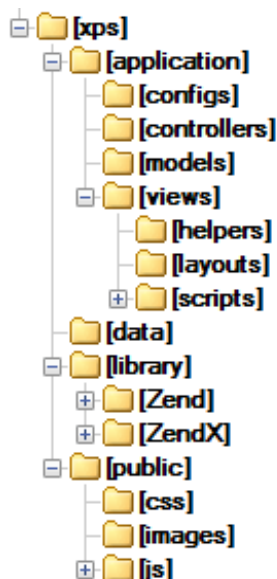 [xps]
[application]
[configs]
[controllers]
[models]
[views]
[helpers]
[layouts]
[scripts]
[data]
[library]
[Zend]
[ZendX]
[public]
[css]
[images]
[js]